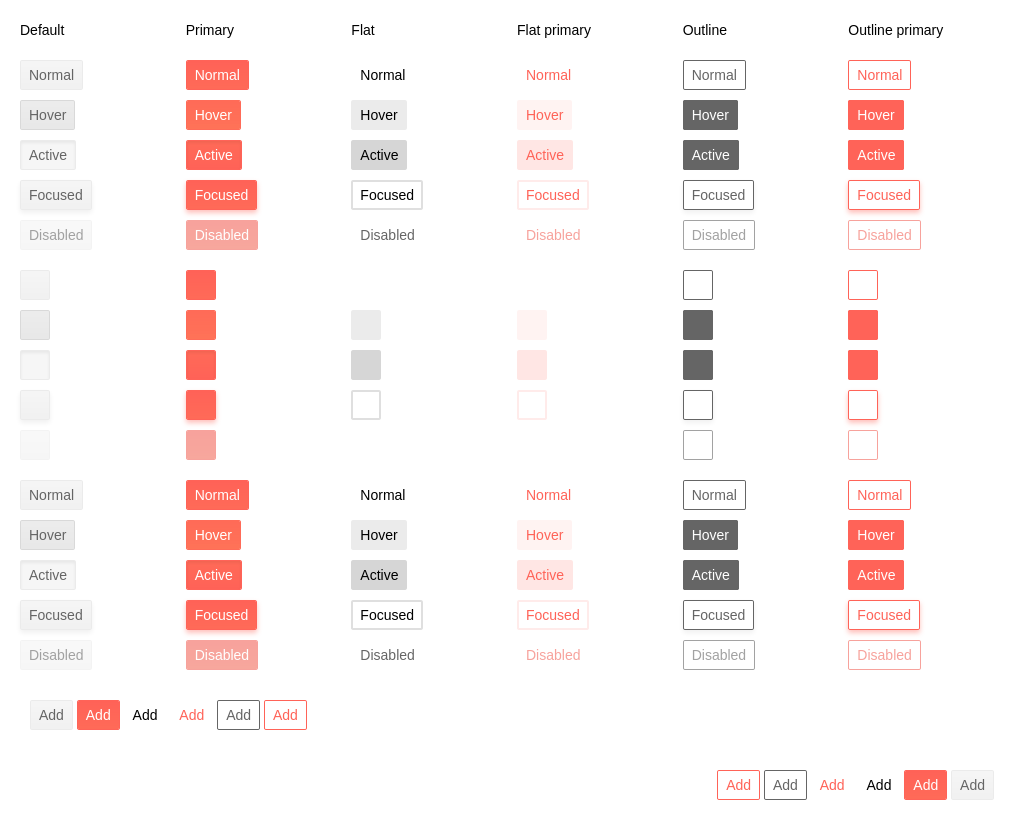 Default Primary Flat Flat primary Outline Outline primary
Normal Normal Normal Normal Normal Normal
Hover Hover Hover Hover Hover Hover
Active Active Active Active Active Active
Focused Focused Focused Focused Focused Focused
Disabled Disabled Disabled Disabled Disabled Disabled
Normal Normal Normal Normal Normal Normal
Hover Hover Hover Hover Hover Hover
Active Active Active Active Active Active
Focused Focused Focused Focused Focused Focused
Disabled Disabled Disabled Disabled Disabled Disabled
Add Add Add Add Add Add
Add Add Add Add Add Add